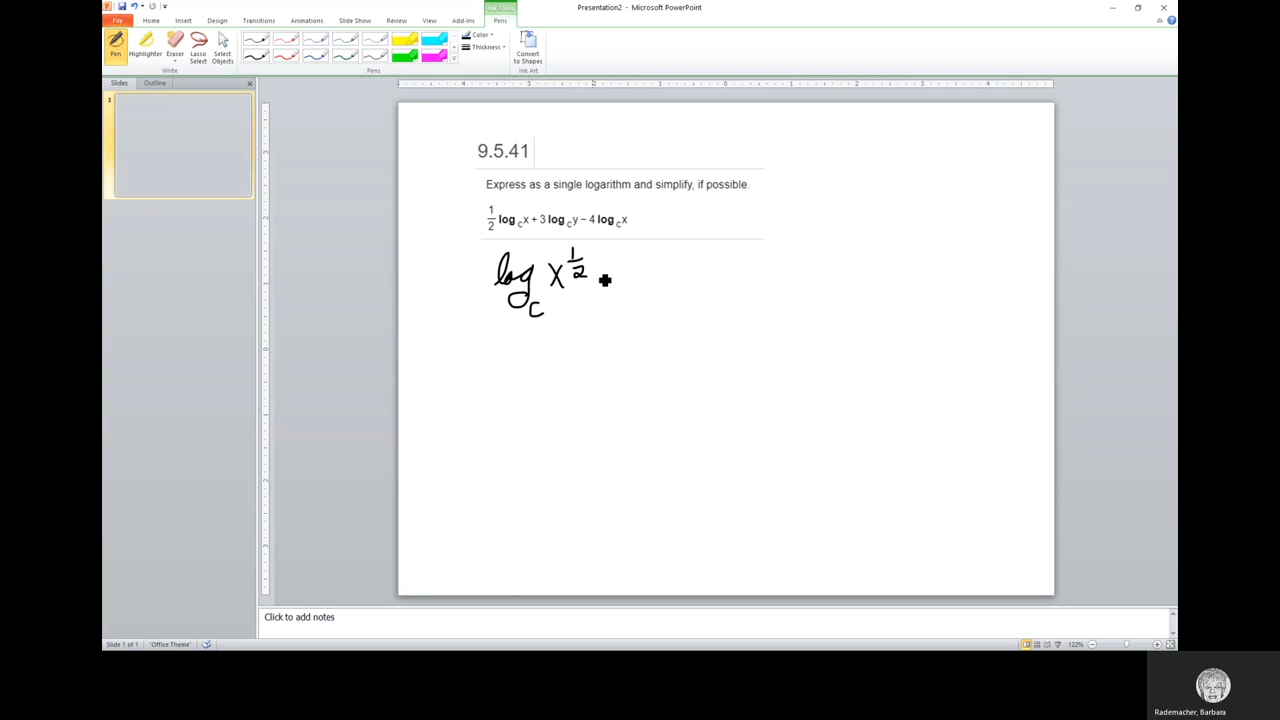 Ink Tools
Presentation2 - Microsoft PowerPoint
File Home Insert Design Transitions Animations Slide Show Review View Add-Ins Pens
Pen Highlighter Eraser Lasso Select Select Objects
Color
Thickness
Convert to Shapes
Write Pens Ink Art
Slides Outline
1
9.5.41
Express as a single logarithm and simplify, if possible.
1/2 log_c x + 3 log_c y − 4 log_c x
log_c x^1/2
Click to add notes
Slide 1 of 1 "Office Theme" 122%
Rademacher, Barbara